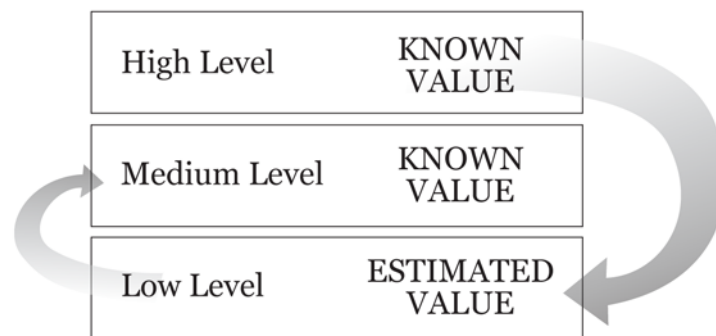 High Level KNOWN
VALUE
Medium Level KNOWN
VALUE
Low Level ESTIMATED
VALUE